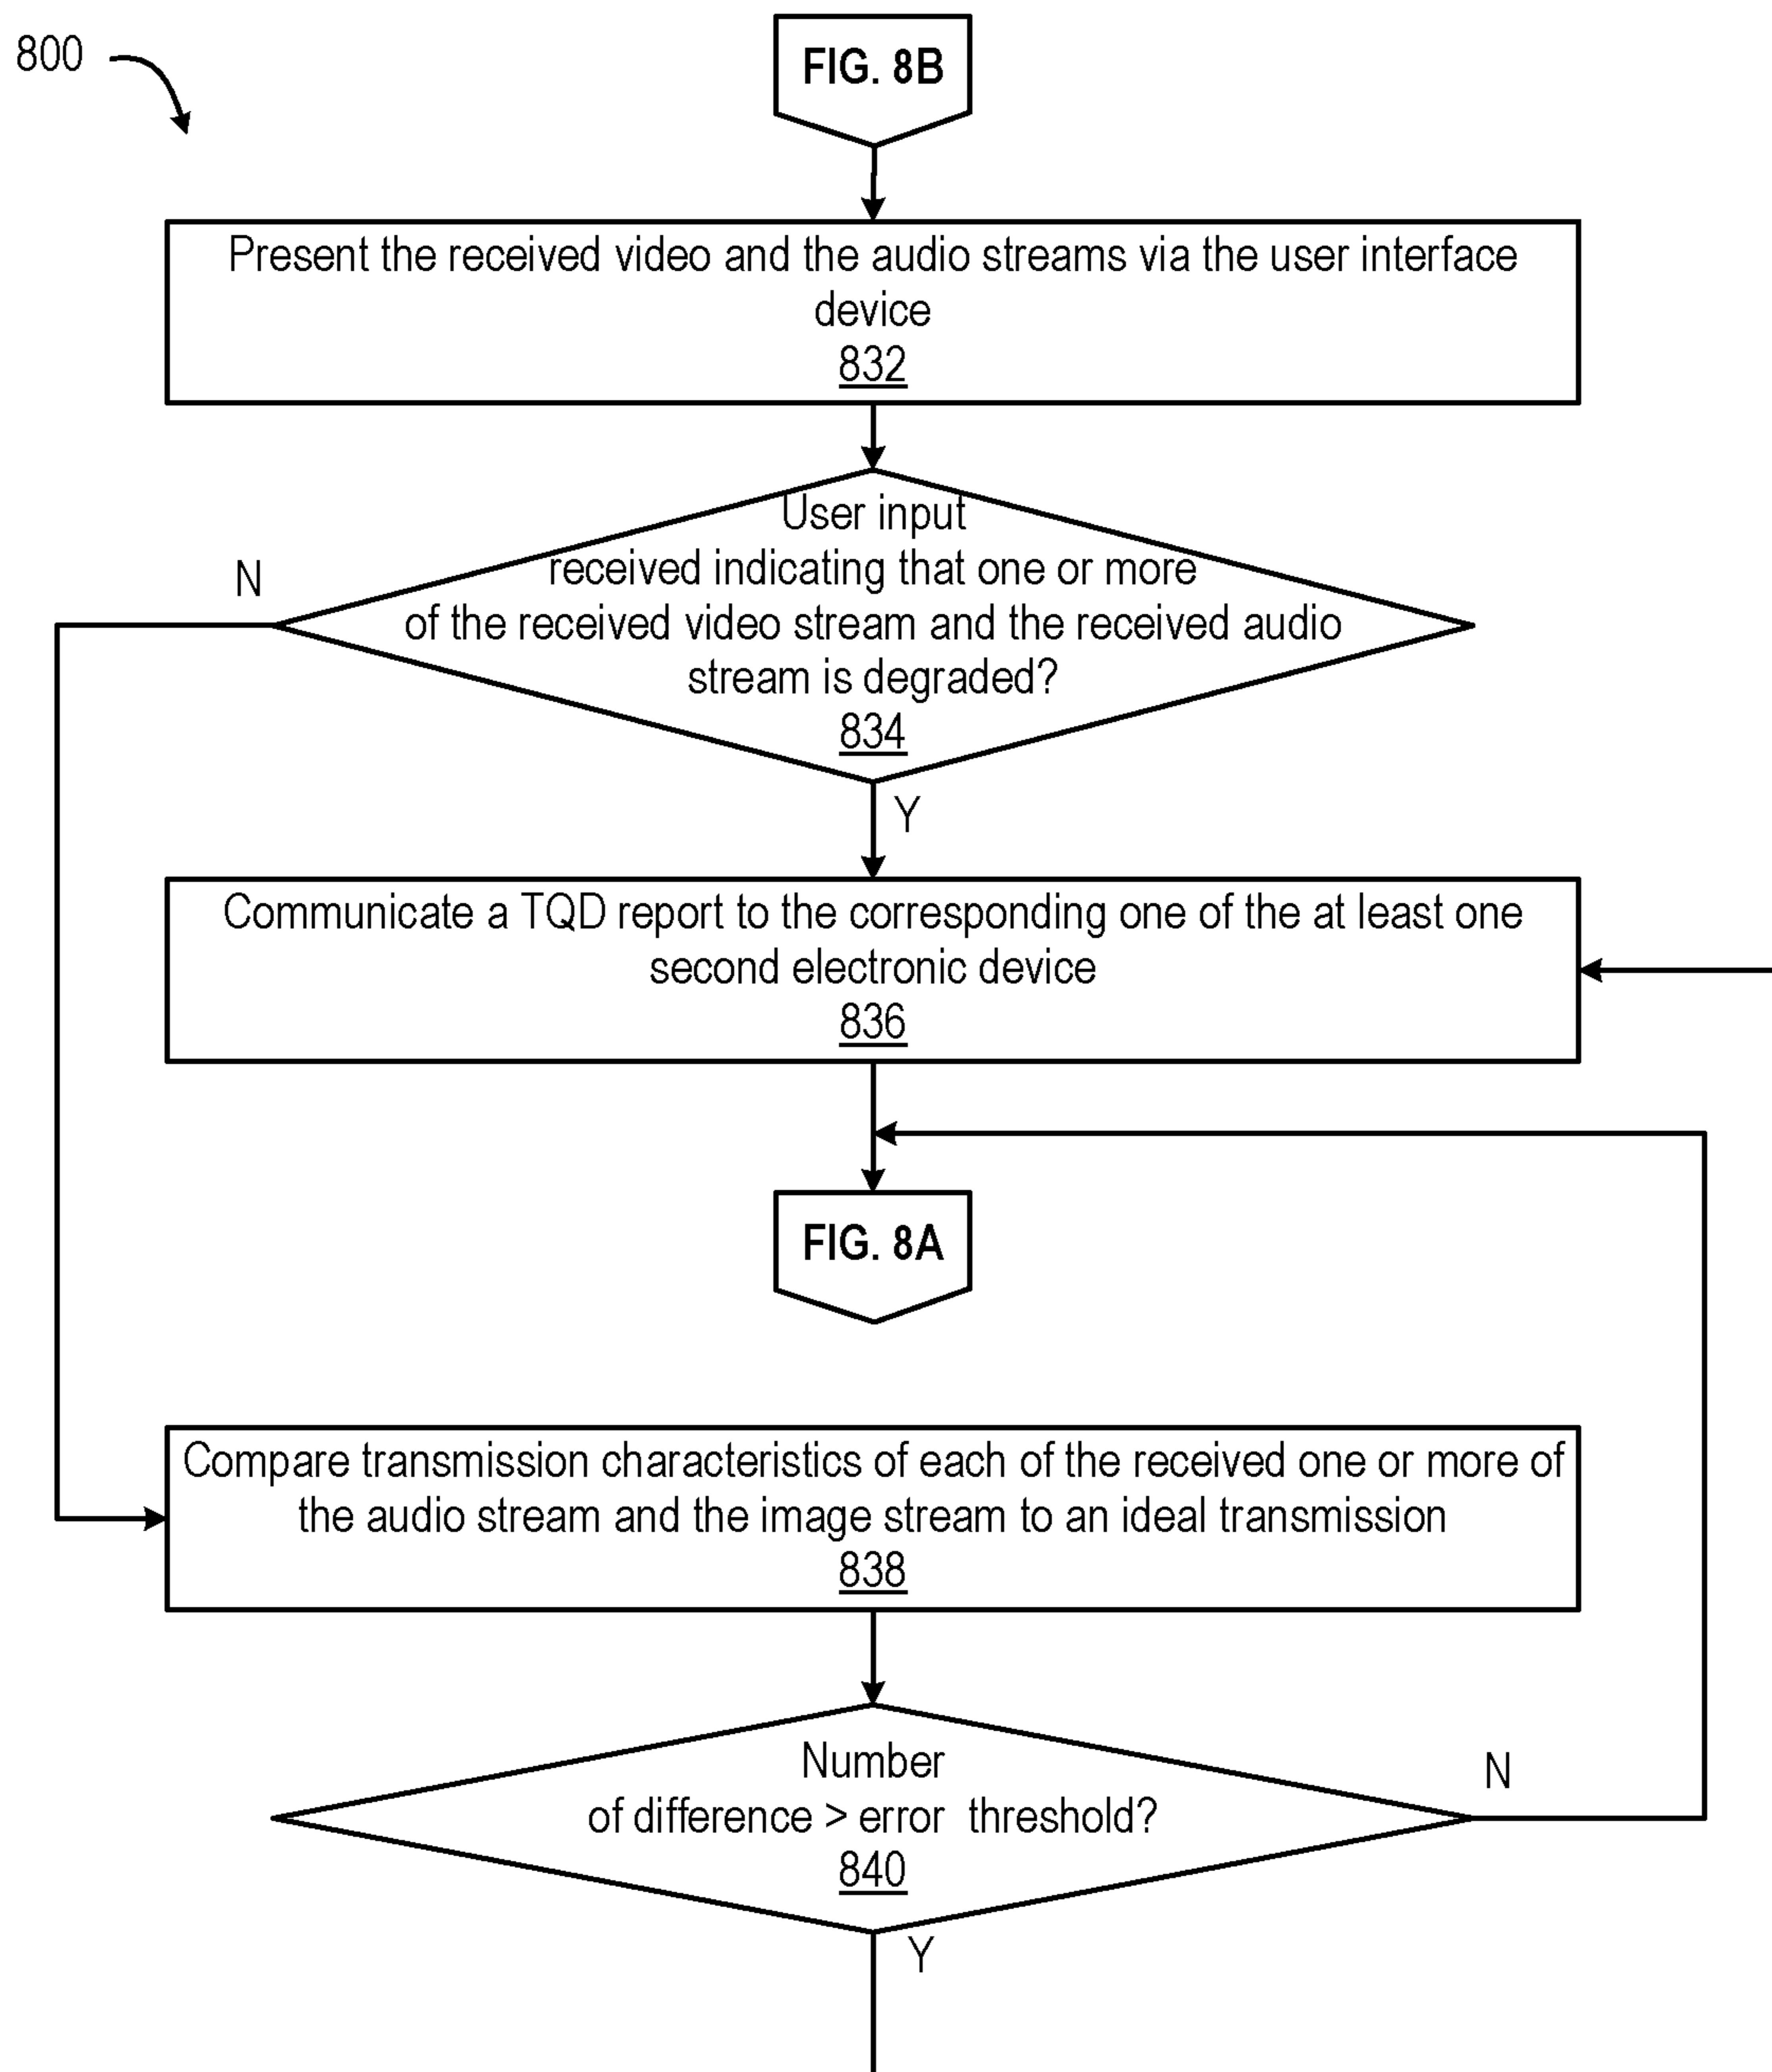 800
FIG. 8B
Present the received video and the audio streams via the user interface
device
832
User input
received indicating that one or more
of the received video stream and the received audio
stream is degraded?
834
N
Y
Communicate a TQD report to the corresponding one of the at least one
second electronic device
836
FIG. 8A
Compare transmission characteristics of each of the received one or more of
the audio stream and the image stream to an ideal transmission
838
Number
of difference > error threshold?
840
N
Y